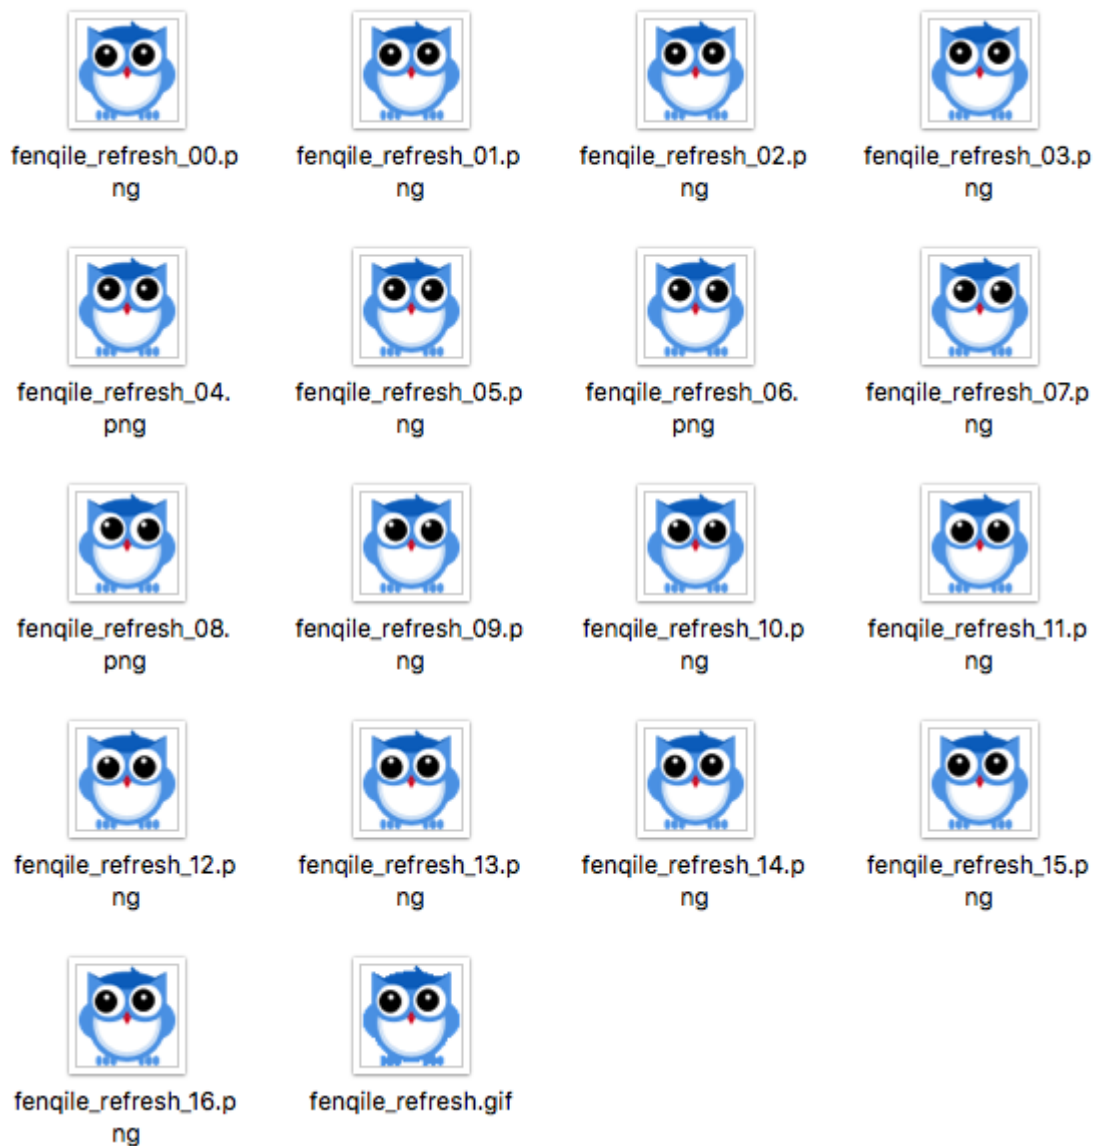 fenqile_refresh_00.p
ng
fenqile_refresh_01.p
ng
fenqile_refresh_02.p
ng
fenqile_refresh_03.p
ng
fenqile_refresh_04.
png
fenqile_refresh_05.p
ng
fenqile_refresh_06.
png
fenqile_refresh_07.p
ng
fenqile_refresh_08.
png
fenqile_refresh_09.p
ng
fenqile_refresh_10.p
ng
fenqile_refresh_11.p
ng
fenqile_refresh_12.p
ng
fenqile_refresh_13.p
ng
fenqile_refresh_14.p
ng
fenqile_refresh_15.p
ng
fenqile_refresh_16.p
ng
fenqile_refresh.gif